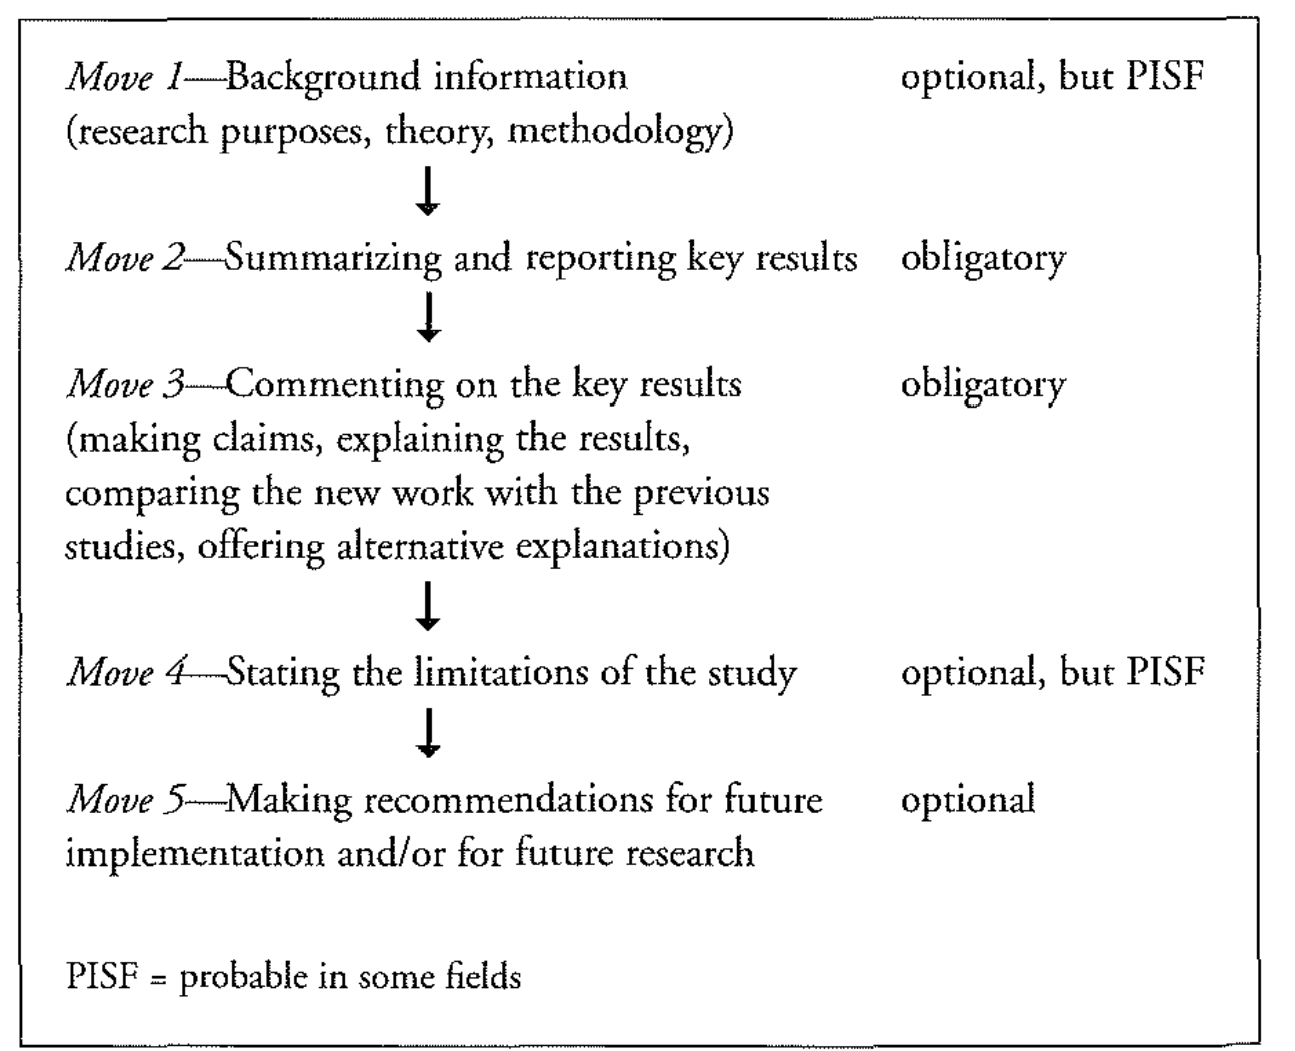 Move 1—Background information optional, but PISF
(research purposes, theory, methodology)
Move 2—Summarizing and reporting key results obligatory
Move 3—Commenting on the key results obligatory
(making claims, explaining the results,
comparing the new work with the previous
studies, offering alternative explanations)
Move 4—Stating the limitations of the study optional, but PISF
Move 5—Making recommendations for future optional
implementation and/or for future research
PISF = probable in some fields